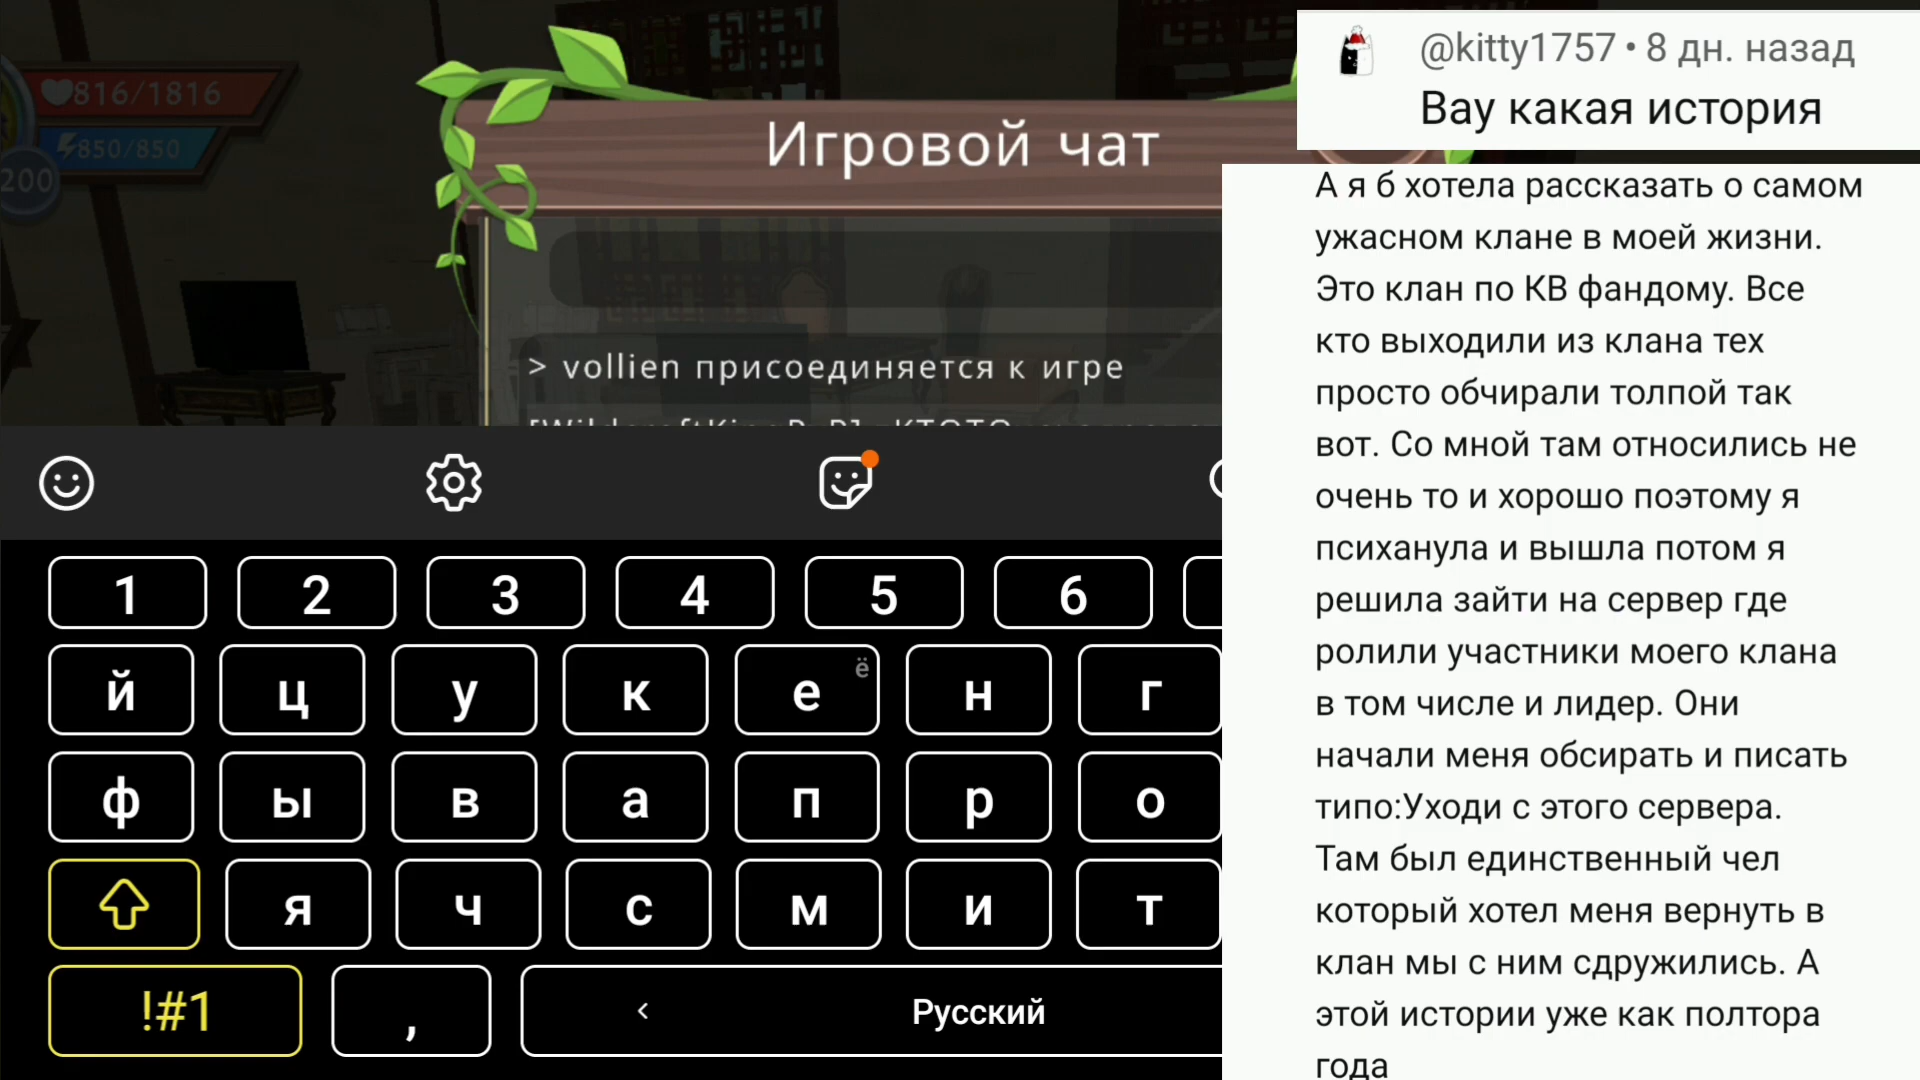 816/1816
850/850
200
Игровой чат
> vollien присоединяется к игре
@kitty1757 • 8 дн. назад
Вау какая история
А я б хотела рассказать о самом
ужасном клане в моей жизни.
Это клан по КВ фандому. Все
кто выходили из клана тех
просто обчирали толпой так
вот. Со мной там относились не
очень то и хорошо поэтому я
психанула и вышла потом я
решила зайти на сервер где
ролили участники моего клана
в том числе и лидер. Они
начали меня обсирать и писать
типо:Уходи с этого сервера.
Там был единственный чел
который хотел меня вернуть в
клан мы с ним сдружились. А
этой истории уже как полтора
года
1 2 3 4 5 6
й ц у к е ё н г
ф ы в а п р о
я ч с м и т
!#1 , < Русский